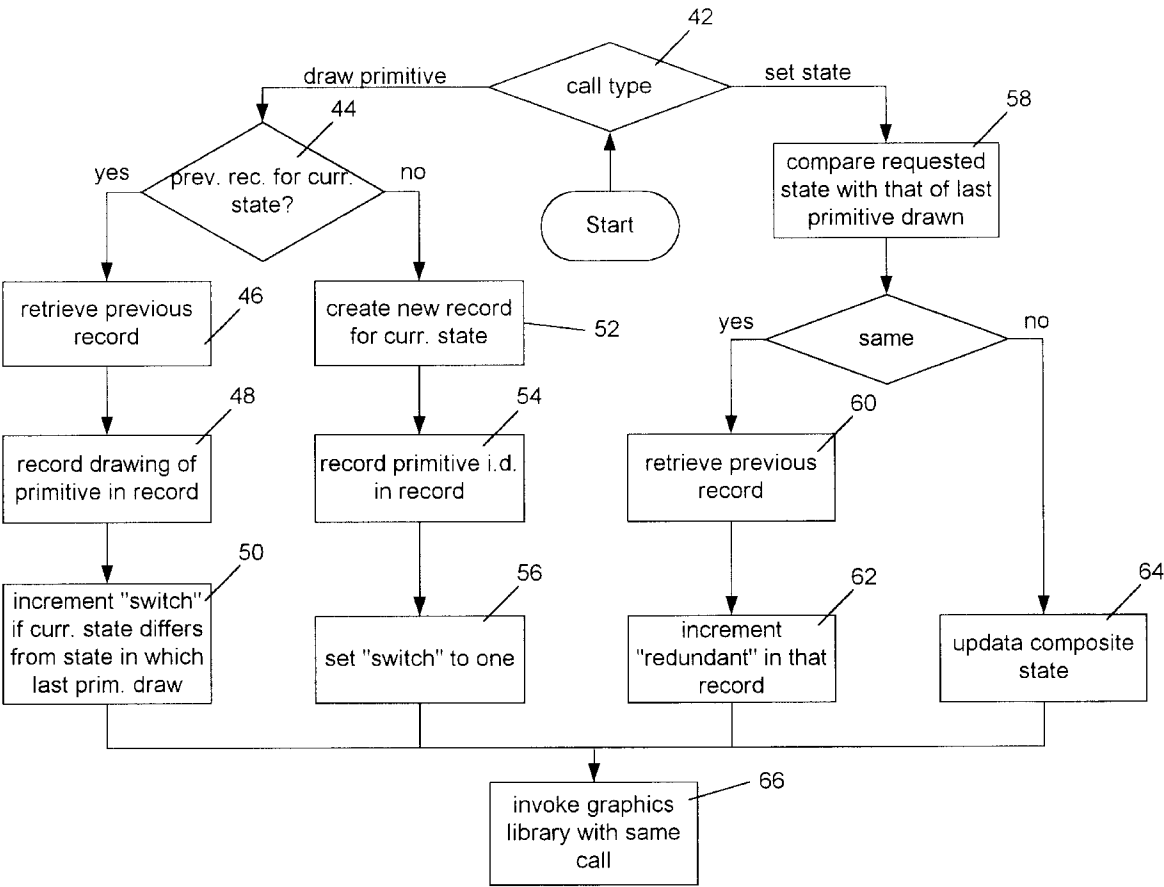 42
draw primitive
call type
set state
44
58
yes
prev. rec. for curr.
state?
no
compare requested
state with that of last
primitive drawn
Start
retrieve previous
record
46
create new record
for curr. state
52
yes
same
no
48
54
60
record drawing of
primitive in record
record primitive i.d.
in record
retrieve previous
record
50
56
62
64
increment "switch"
if curr. state differs
from state in which
last prim. draw
set "switch" to one
increment
"redundant" in that
record
updata composite
state
66
invoke graphics
library with same
call